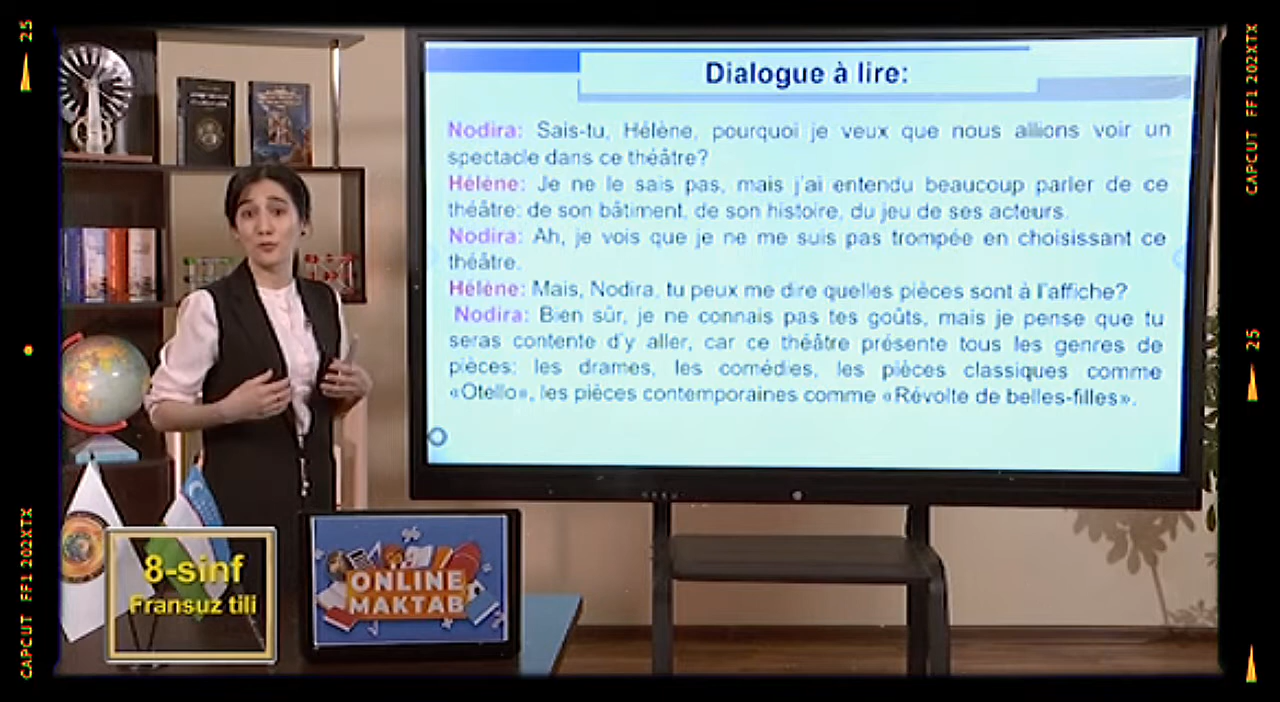 Dialogue à lire:
Nodira: Sais-tu, Hélène, pourquoi je veux que nous allions voir un
spectacle dans ce théâtre?
Hélène: Je ne le sais pas, mais j'ai entendu beaucoup parler de ce
théâtre: de son bâtiment, de son histoire, du jeu de ses acteurs.
Nodira: Ah, je vois que je ne me suis pas trompée en choisissant ce
théâtre.
Hélène: Mais, Nodira, tu peux me dire quelles pièces sont à l'affiche?
Nodira: Bien sûr, je ne connais pas tes goûts, mais je pense que tu
seras contente d'y aller, car ce théâtre présente tous les genres de
pièces: les drames, les comédies, les pièces classiques comme
«Otello», les pièces contemporaines comme «Révolte de belles-filles».
8-sinf
Fransuz tili
ONLINE
MAKTAB
25
CAPCUT FF1 202XTX
CAPCUT FF1 202XTX
25